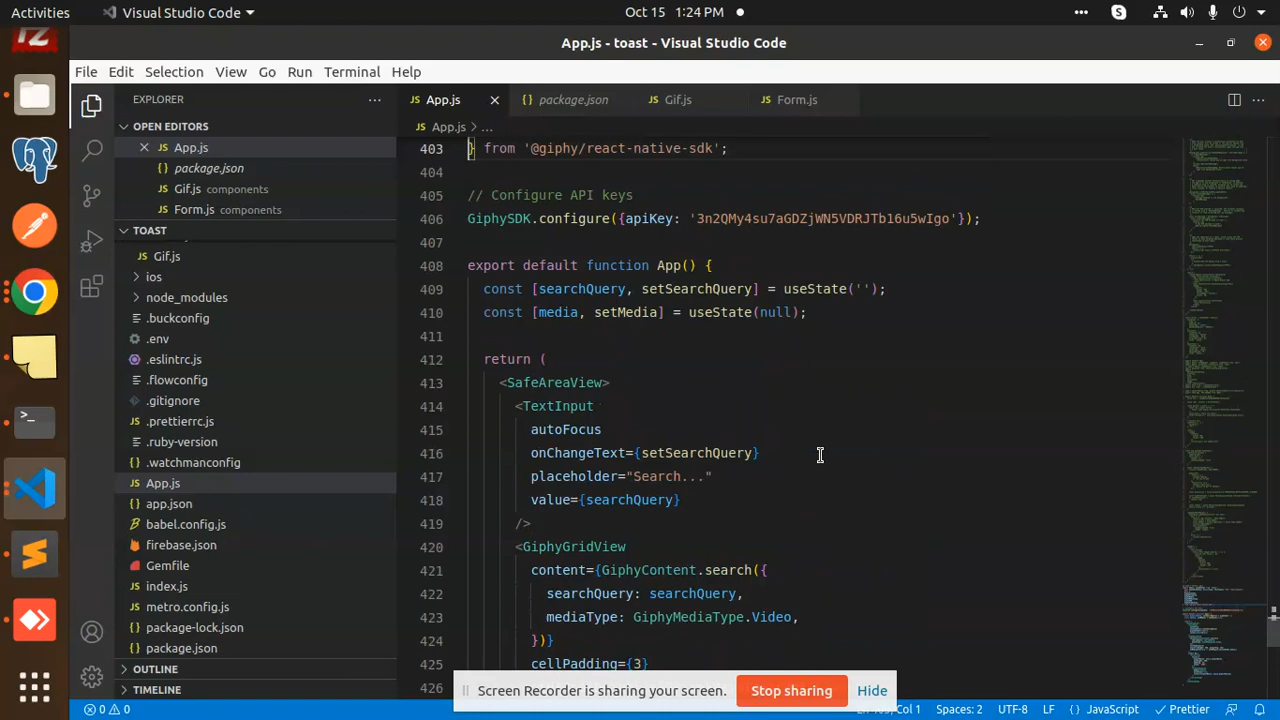 Activities
Visual Studio Code
Oct 15 1:24 PM
App.js - toast - Visual Studio Code
File Edit Selection View Go Run Terminal Help
EXPLORER
OPEN EDITORS
App.js
package.json
Gif.js components
Form.js components
TOAST
Gif.js
ios
node_modules
.buckconfig
.env
.eslintrc.js
.flowconfig
.gitignore
.prettierrc.js
.ruby-version
.watchmanconfig
App.js
app.json
babel.config.js
firebase.json
Gemfile
index.js
metro.config.js
package-lock.json
package.json
OUTLINE
TIMELINE
App.js
package.json
Gif.js
Form.js
App.js > ...
403 } from '@giphy/react-native-sdk';
404
405 // Configure API keys
406 GiphySDK.configure({apiKey: '3n2QMy4su7aGDZjWN5VDRJTb16u5wIgo'});
407
408 export default function App() {
409 const [searchQuery, setSearchQuery] = useState('');
410 const [media, setMedia] = useState(null);
411
412 return (
413 <SafeAreaView>
414 <TextInput
415 autoFocus
416 onChangeText={setSearchQuery}
417 placeholder="Search..."
418 value={searchQuery}
419 />
420 <GiphyGridView
421 content={GiphyContent.search({
422 searchQuery: searchQuery,
423 mediaType: GiphyMediaType.Video,
424 })}
425 cellPadding={3}
426
Screen Recorder is sharing your screen.
Stop sharing
Hide
0 0
Col 1
Spaces: 2
UTF-8
LF
{ } JavaScript
Prettier